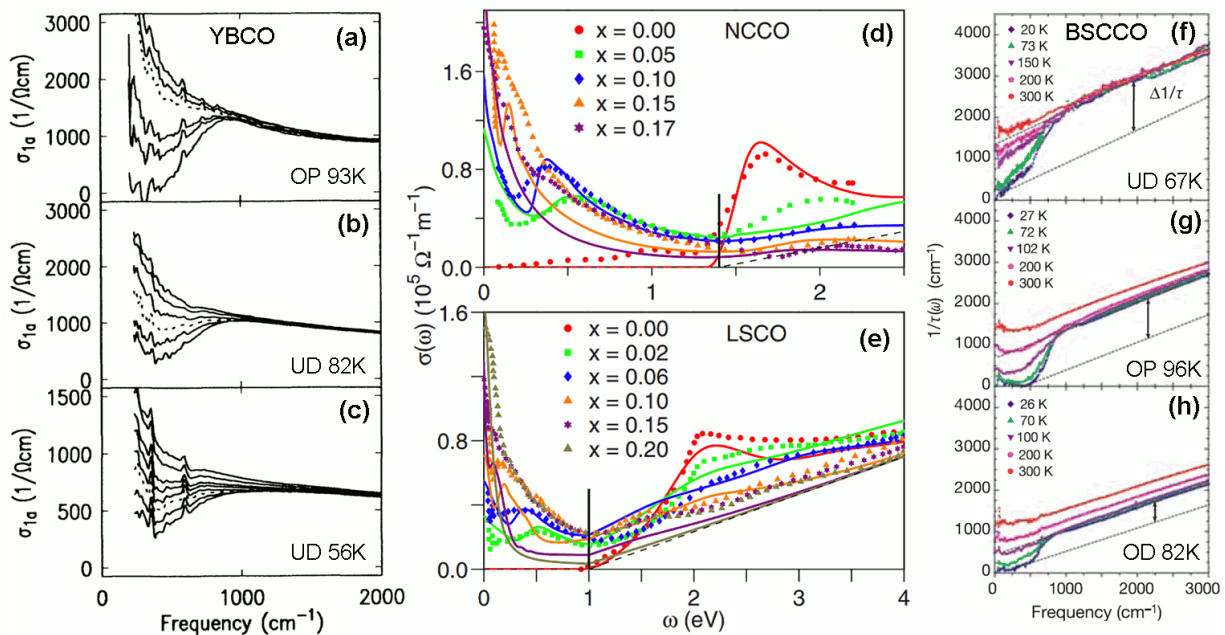 YBCO
(a)
3000
2000
1000
0
σ1a (1/Ωcm)
OP 93K
(b)
3000
2000
1000
0
σ1a (1/Ωcm)
UD 82K
(c)
1500
1000
500
0
σ1a (1/Ωcm)
UD 56K
0
1000
2000
Frequency (cm⁻¹)
NCCO
(d)
x = 0.00
x = 0.05
x = 0.10
x = 0.15
x = 0.17
1.6
0.8
0.0
0
1
2
σ(ω) (10⁵ Ω⁻¹m⁻¹)
LSCO
(e)
x = 0.00
x = 0.02
x = 0.06
x = 0.10
x = 0.15
x = 0.20
1.6
0.8
0.0
0
1
2
3
4
ω (eV)
BSCCO
(f)
20 K
73 K
150 K
200 K
300 K
Δ1/τ
4000
3000
2000
1000
0
UD 67K
(g)
27 K
72 K
102 K
200 K
300 K
4000
3000
2000
1000
0
1/τ(ω) (cm⁻¹)
OP 96K
(h)
26 K
70 K
100 K
200 K
300 K
4000
3000
2000
1000
0
OD 82K
0
1000
2000
3000
Frequency (cm⁻¹)